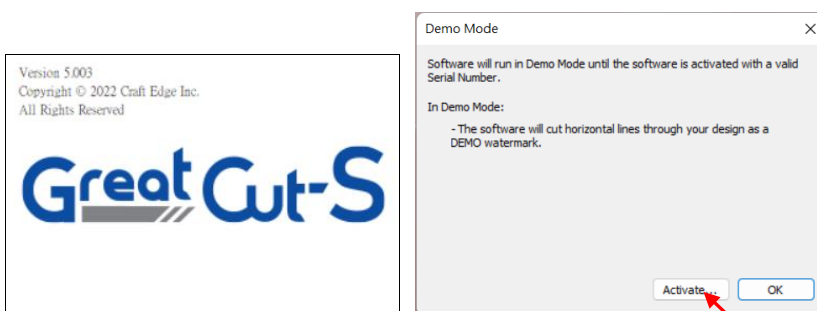 Version 5.003
Copyright © 2022 Craft Edge Inc.
All Rights Reserved
Great Cut-S
Demo Mode
Software will run in Demo Mode until the software is activated with a valid
Serial Number.
In Demo Mode:
- The software will cut horizontal lines through your design as a
DEMO watermark.
Activate...
OK